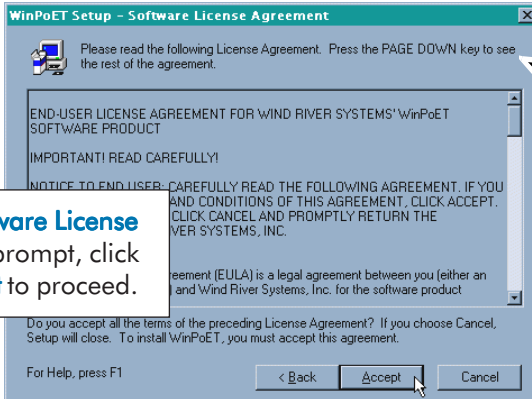 WinPoET Setup - Software License Agreement
Please read the following License Agreement. Press the PAGE DOWN key to see
the rest of the agreement.
END-USER LICENSE AGREEMENT FOR WIND RIVER SYSTEMS' WinPoET
SOFTWARE PRODUCT
IMPORTANT! READ CAREFULLY!
NOTICE TO END USER: CAREFULLY READ THE FOLLOWING AGREEMENT. IF YOU
AND CONDITIONS OF THIS AGREEMENT, CLICK ACCEPT.
CLICK CANCEL AND PROMPTLY RETURN THE
VER SYSTEMS, INC.
ware License
prompt, click
to proceed.
reement (EULA) is a legal agreement between you (either an
) and Wind River Systems, Inc. for the software product
Do you accept all the terms of the preceding License Agreement? If you choose Cancel,
Setup will close. To install WinPoET, you must accept this agreement.
For Help, press F1
< Back Accept Cancel